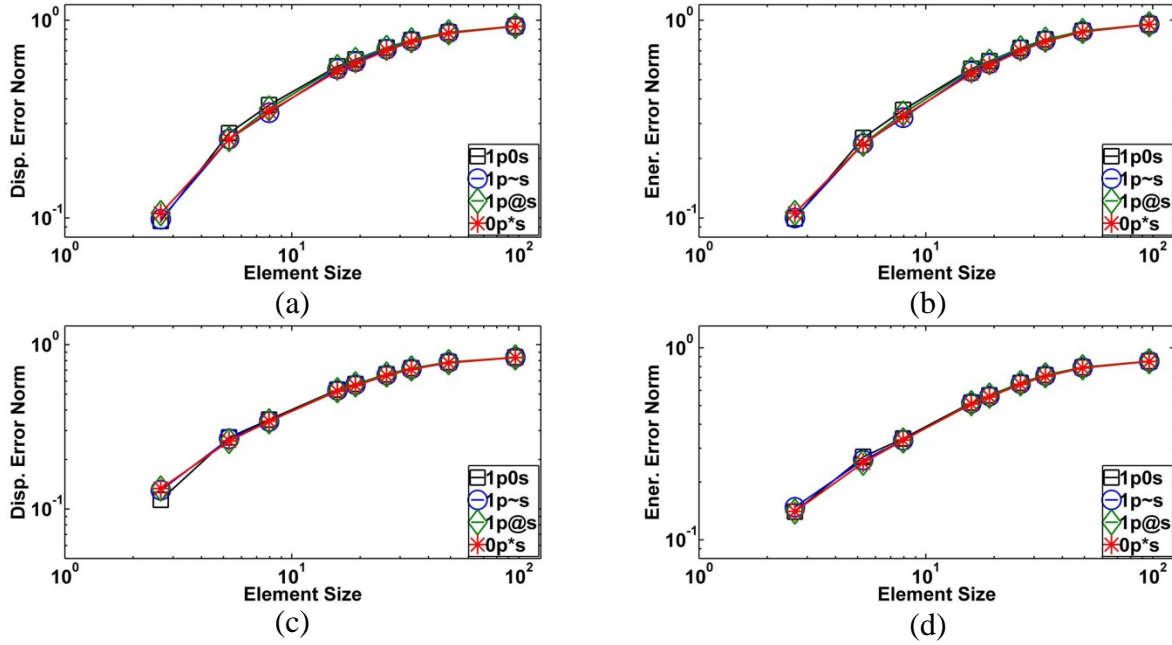 10^0
Disp. Error Norm
10^-1
1p0s
1p~s
1p@s
0p*s
10^0 10^1 10^2
Element Size
(a)
10^0
Ener. Error Norm
10^-1
1p0s
1p~s
1p@s
0p*s
10^0 10^1 10^2
Element Size
(b)
10^0
Disp. Error Norm
10^-1
1p0s
1p~s
1p@s
0p*s
10^0 10^1 10^2
Element Size
(c)
10^0
Ener. Error Norm
10^-1
1p0s
1p~s
1p@s
0p*s
10^0 10^1 10^2
Element Size
(d)